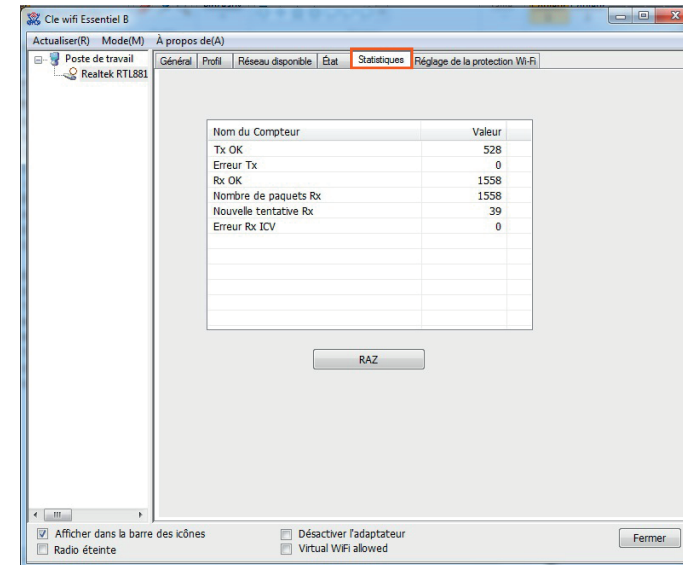 Cle wifi Essentiel B
Actualiser(R) Mode(M) À propos de(A)
Poste de travail
Realtek RTL881
Général Profil Réseau disponible État Statistiques Réglage de la protection Wi-Fi
Nom du Compteur Valeur
Tx OK 528
Erreur Tx 0
Rx OK 1558
Nombre de paquets Rx 1558
Nouvelle tentative Rx 39
Erreur Rx ICV 0
RAZ
Afficher dans la barre des icônes Désactiver l'adaptateur
Radio éteinte Virtual WiFi allowed
Fermer